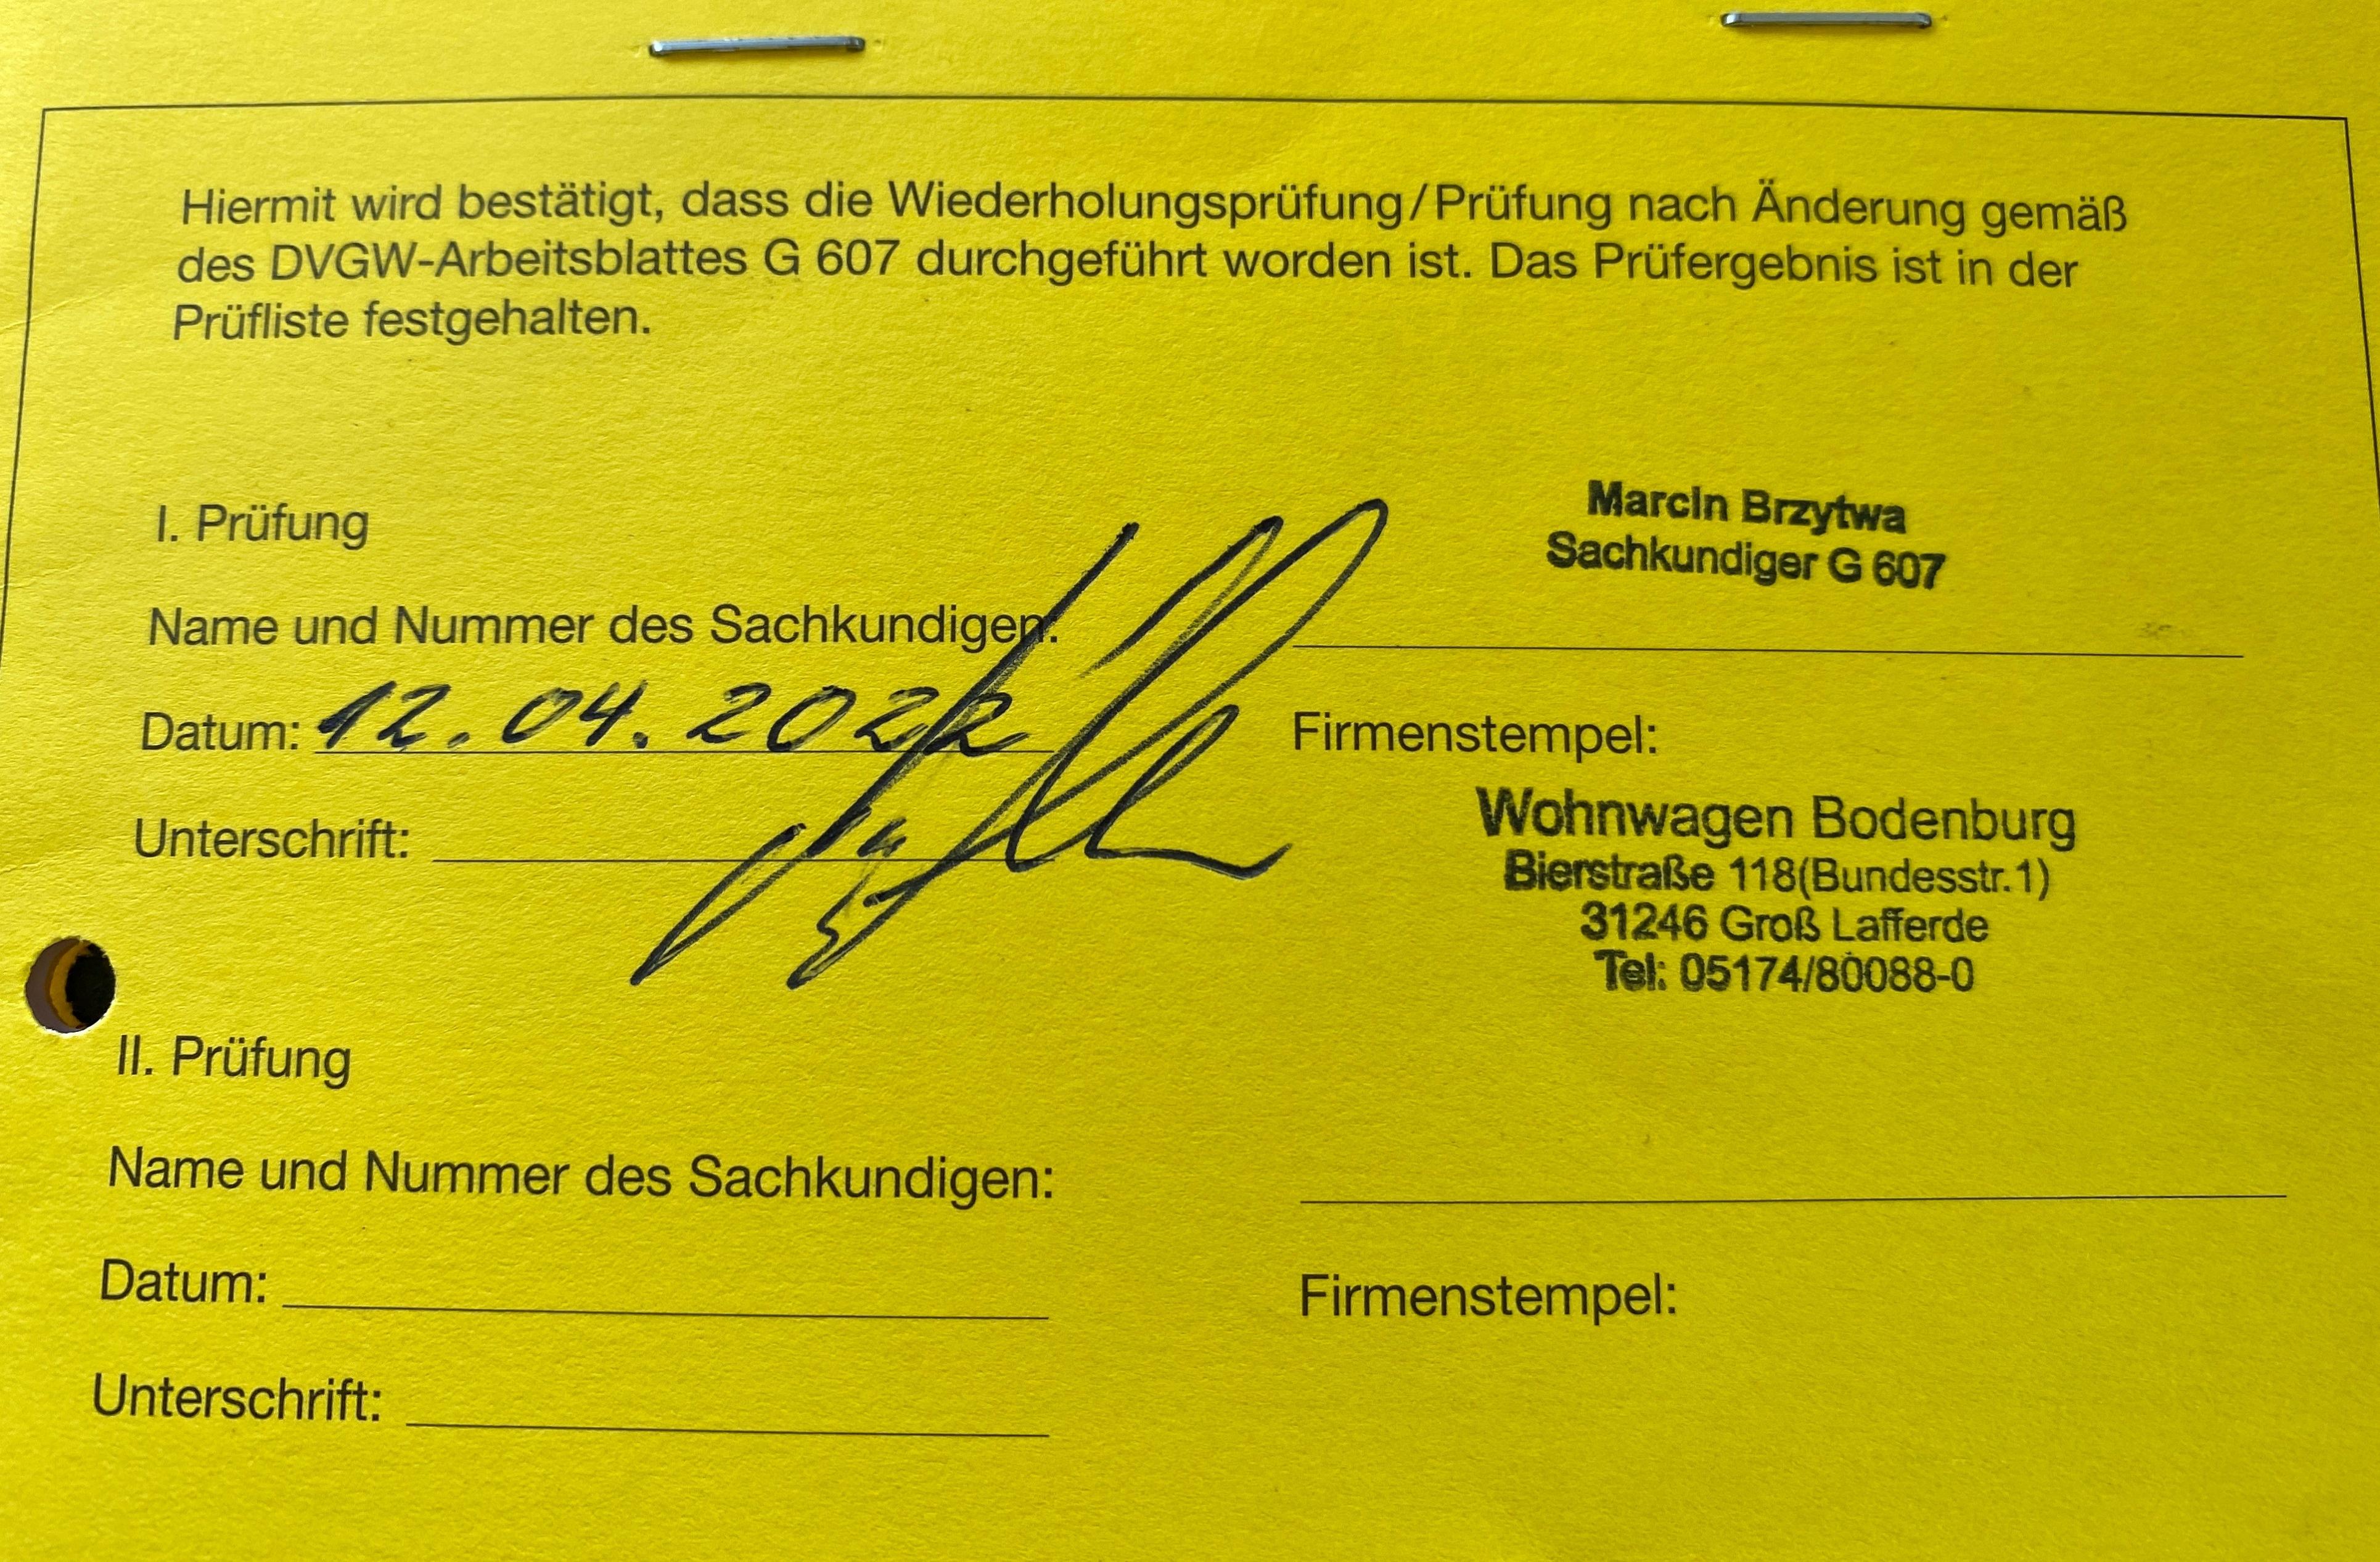 Hiermit wird bestätigt, dass die Wiederholungsprüfung/Prüfung nach Änderung gemäß
des DVGW-Arbeitsblattes G 607 durchgeführt worden ist. Das Prüfergebnis ist in der
Prüfliste festgehalten.
I. Prüfung
Marcin Brzytwa
Sachkundiger G 607
Name und Nummer des Sachkundigen:
Datum: 12.04.2022
Firmenstempel:
Unterschrift:
Wohnwagen Bodenburg
Bierstraße 118(Bundesstr.1)
31246 Groß Lafferde
Tel: 05174/80088-0
II. Prüfung
Name und Nummer des Sachkundigen:
Datum:
Firmenstempel:
Unterschrift: